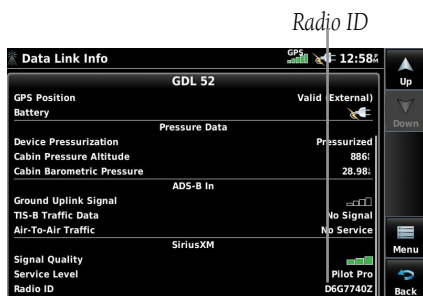 Radio ID
Data Link Info GPS 12:58
Up
GDL 52
GPS Position Valid (External)
Battery
Down
Pressure Data
Device Pressurization Pressurized
Cabin Pressure Altitude 886
Cabin Barometric Pressure 28.98
ADS-B In
Ground Uplink Signal
TIS-B Traffic Data No Signal
Air-To-Air Traffic No Service
Menu
SiriusXM
Signal Quality
Service Level Pilot Pro
Radio ID D6G7740Z
Back